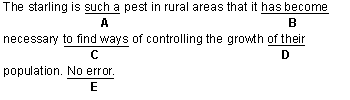 The starling is such a pest in rural areas that it has become
A B
necessary to find ways of controlling the growth of their
C D
population. No error.
E